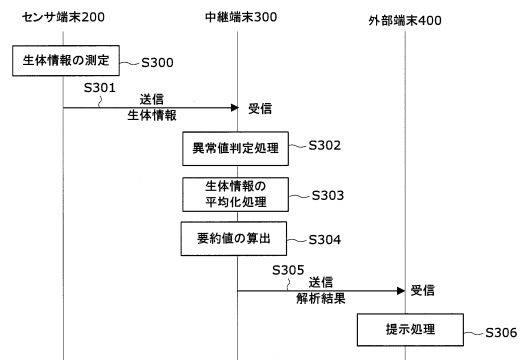 センサ端末200
中継端末300
外部端末400
生体情報の測定
S300
S301
送信
生体情報
受信
異常値判定処理
S302
生体情報の
平均化処理
S303
要約値の算出
S304
S305
送信
解析結果
受信
提示処理
S306